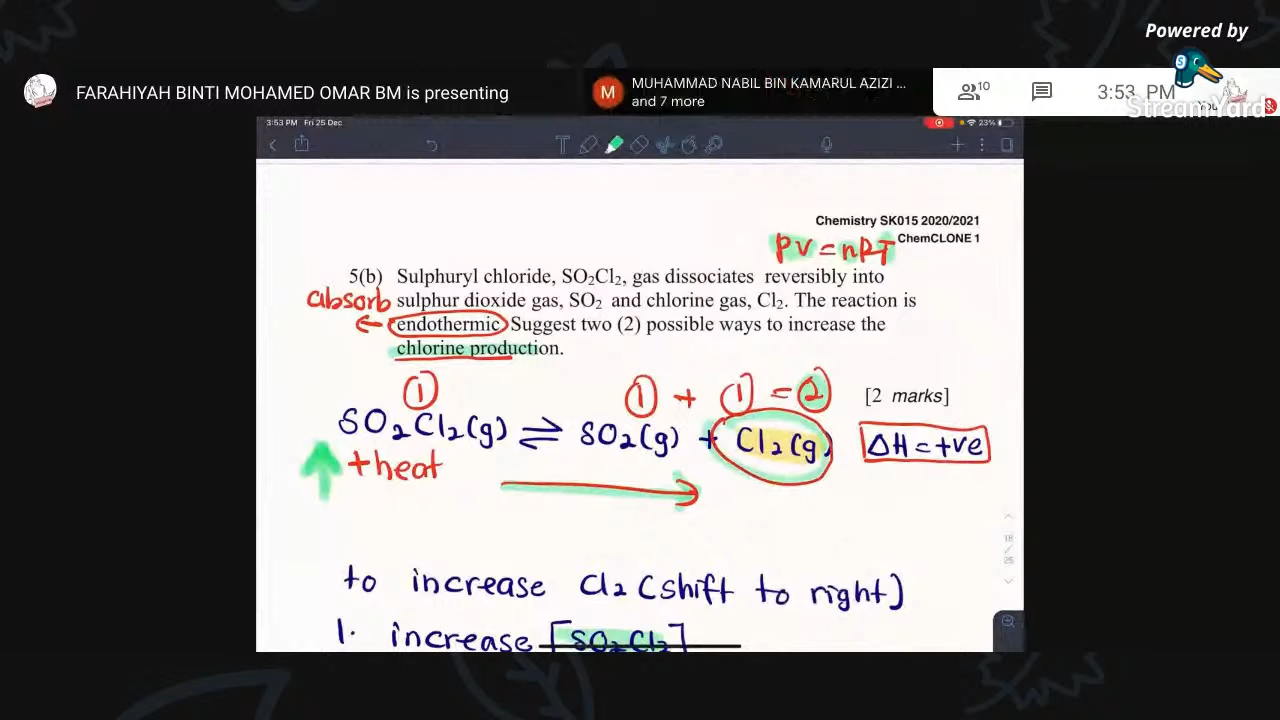 Powered by
StreamYard
FARAHIYAH BINTI MOHAMED OMAR BM is presenting
M
MUHAMMAD NABIL BIN KAMARUL AZIZI ...
and 7 more
10
3:53 PM
You
3:53 PM Fri 25 Dec
23%
Chemistry SK015 2020/2021
ChemCLONE 1
PV = nRT
5(b) Sulphuryl chloride, SO₂Cl₂, gas dissociates reversibly into
absorb
sulphur dioxide gas, SO₂ and chlorine gas, Cl₂. The reaction is
← endothermic. Suggest two (2) possible ways to increase the
chlorine production.
[2 marks]
① ① + ① = ②
SO₂Cl₂(g) ⇌ SO₂(g) + Cl₂(g) ΔH = +ve
+heat
to increase Cl₂ (shift to right)
1. increase [SO₂Cl₂]
18
/
25